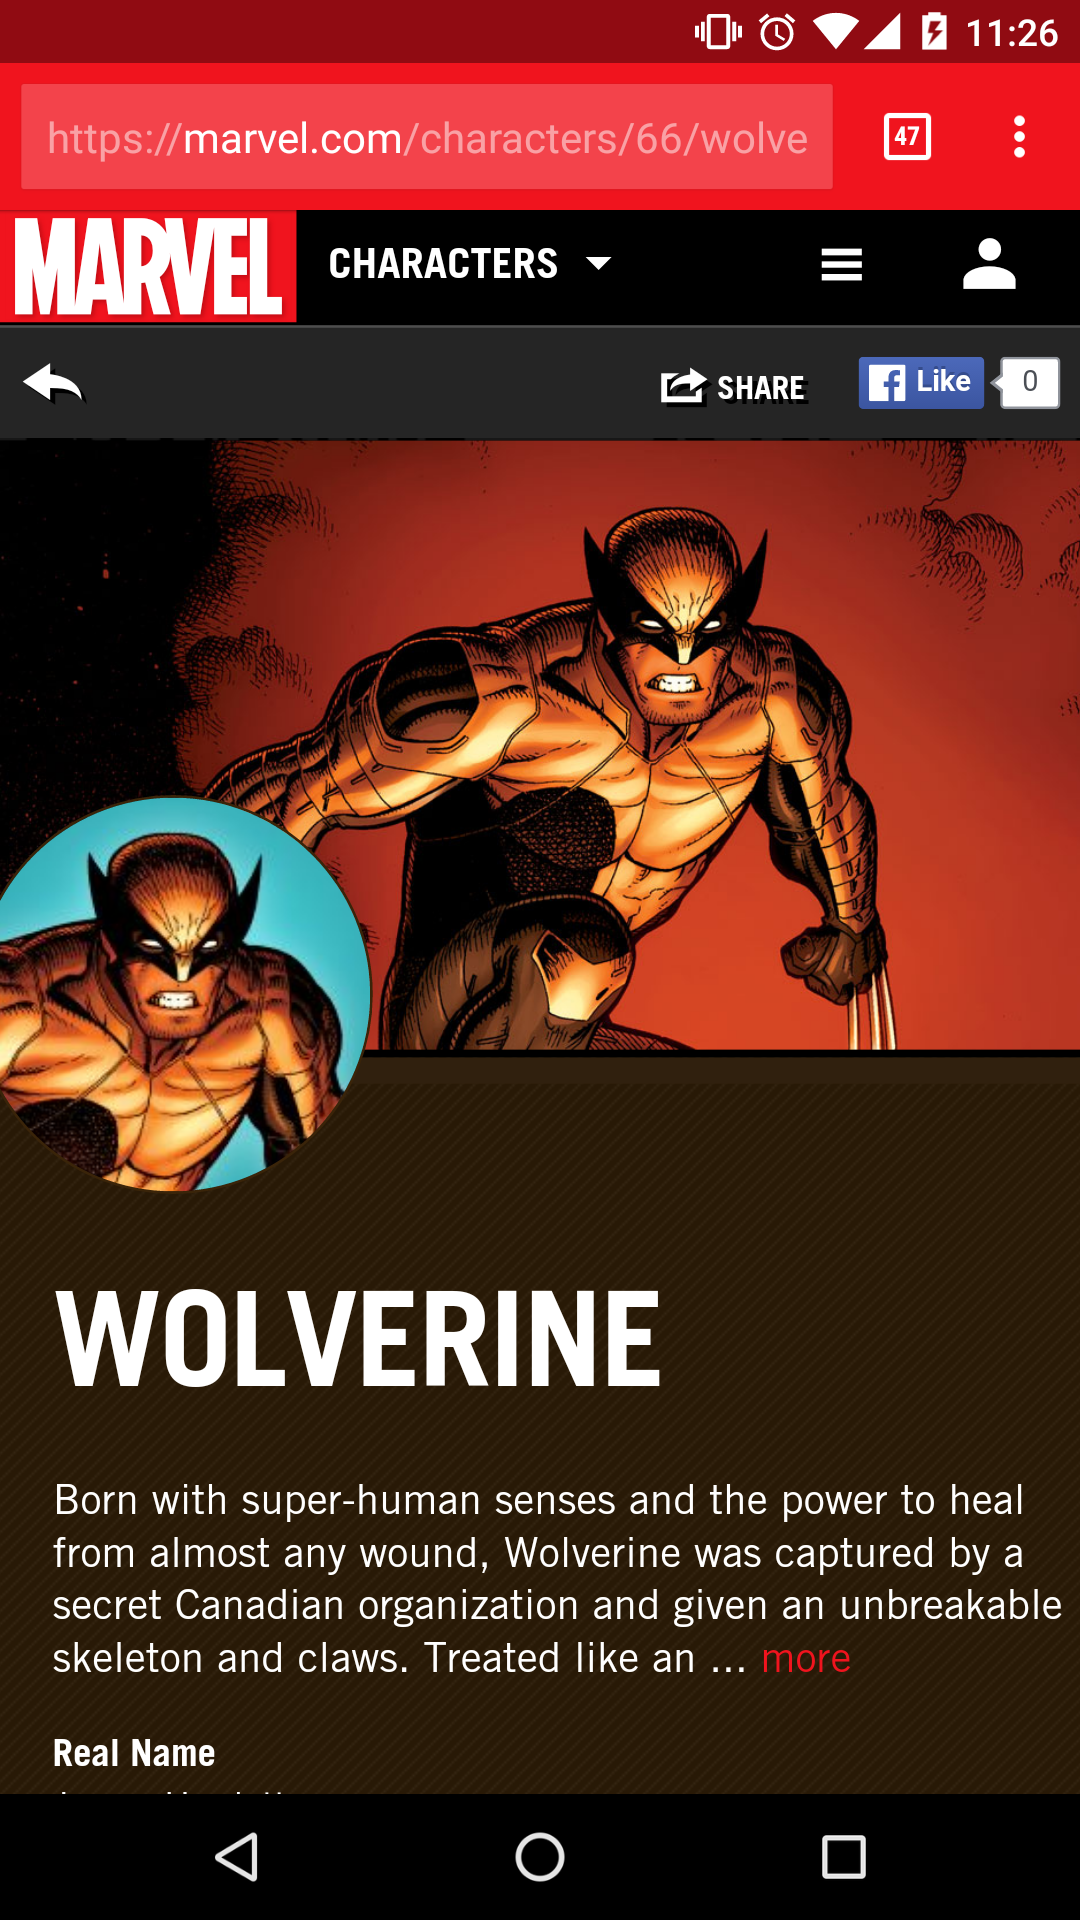 11:26
https://marvel.com/characters/66/wolve
47
MARVEL
CHARACTERS
SHARE
Like
0
WOLVERINE
Born with super-human senses and the power to heal
from almost any wound, Wolverine was captured by a
secret Canadian organization and given an unbreakable
skeleton and claws. Treated like an ... more
Real Name